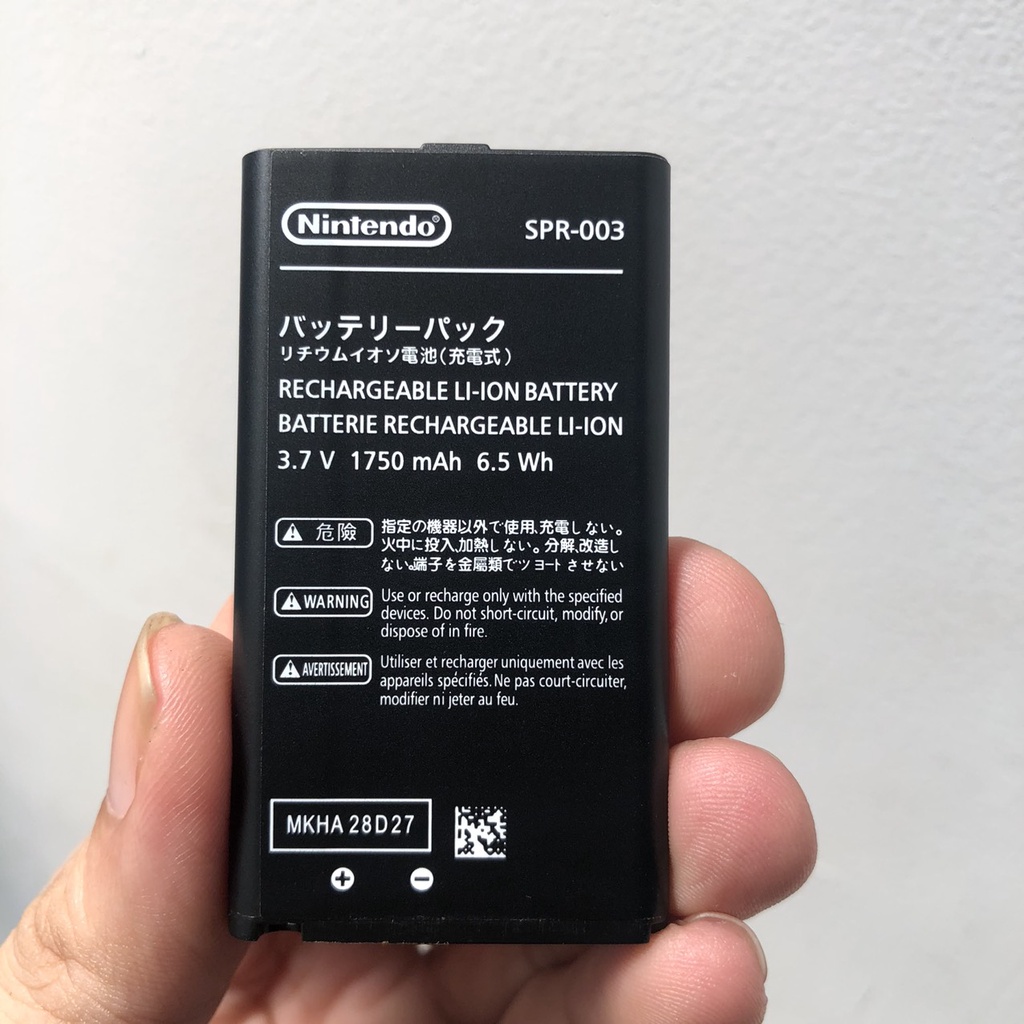 Nintendo®
SPR-003
バッテリーパック
リチウムイオソ電池(充電式)
RECHARGEABLE LI-ION BATTERY
BATTERIE RECHARGEABLE LI-ION
3.7 V 1750 mAh 6.5 Wh
危險
指定の機器以外で使用、充電しない。
火中に投入、加熱しない。分解、改造し
ない。端子を金屬類でツヨートさせない
WARNING
Use or recharge only with the specified
devices. Do not short-circuit, modify, or
dispose of in fire.
AVERTISSEMENT
Utiliser et recharger uniquement avec les
appareils spécifiés. Ne pas court-circuiter,
modifier ni jeter au feu.
MKHA 28D27
+ −